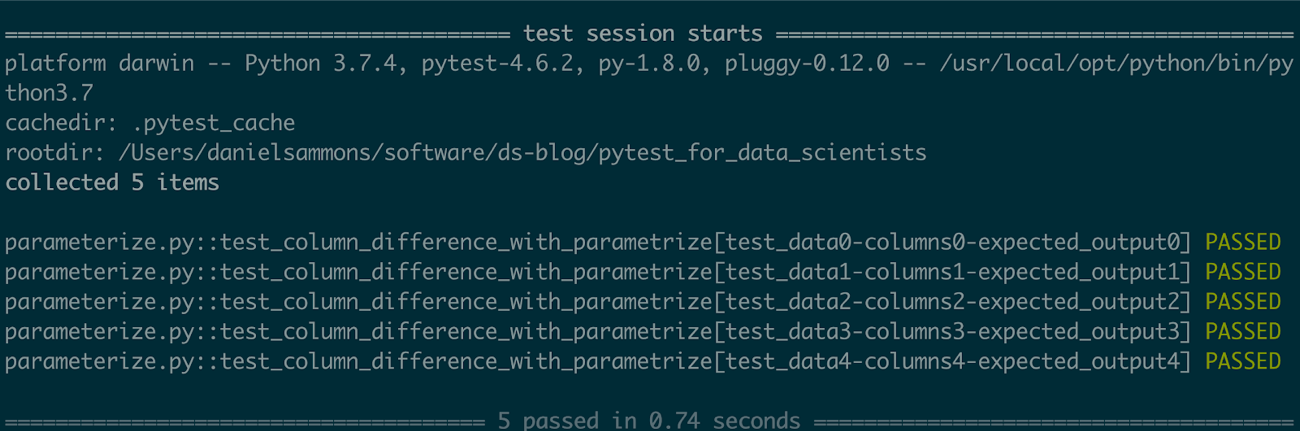 ======================================== test session starts =========================================
platform darwin -- Python 3.7.4, pytest-4.6.2, py-1.8.0, pluggy-0.12.0 -- /usr/local/opt/python/bin/py
thon3.7
cachedir: .pytest_cache
rootdir: /Users/danielsammons/software/ds-blog/pytest_for_data_scientists
collected 5 items
parameterize.py::test_column_difference_with_parametrize[test_data0-columns0-expected_output0] PASSED
parameterize.py::test_column_difference_with_parametrize[test_data1-columns1-expected_output1] PASSED
parameterize.py::test_column_difference_with_parametrize[test_data2-columns2-expected_output2] PASSED
parameterize.py::test_column_difference_with_parametrize[test_data3-columns3-expected_output3] PASSED
parameterize.py::test_column_difference_with_parametrize[test_data4-columns4-expected_output4] PASSED
====================================== 5 passed in 0.74 seconds ======================================